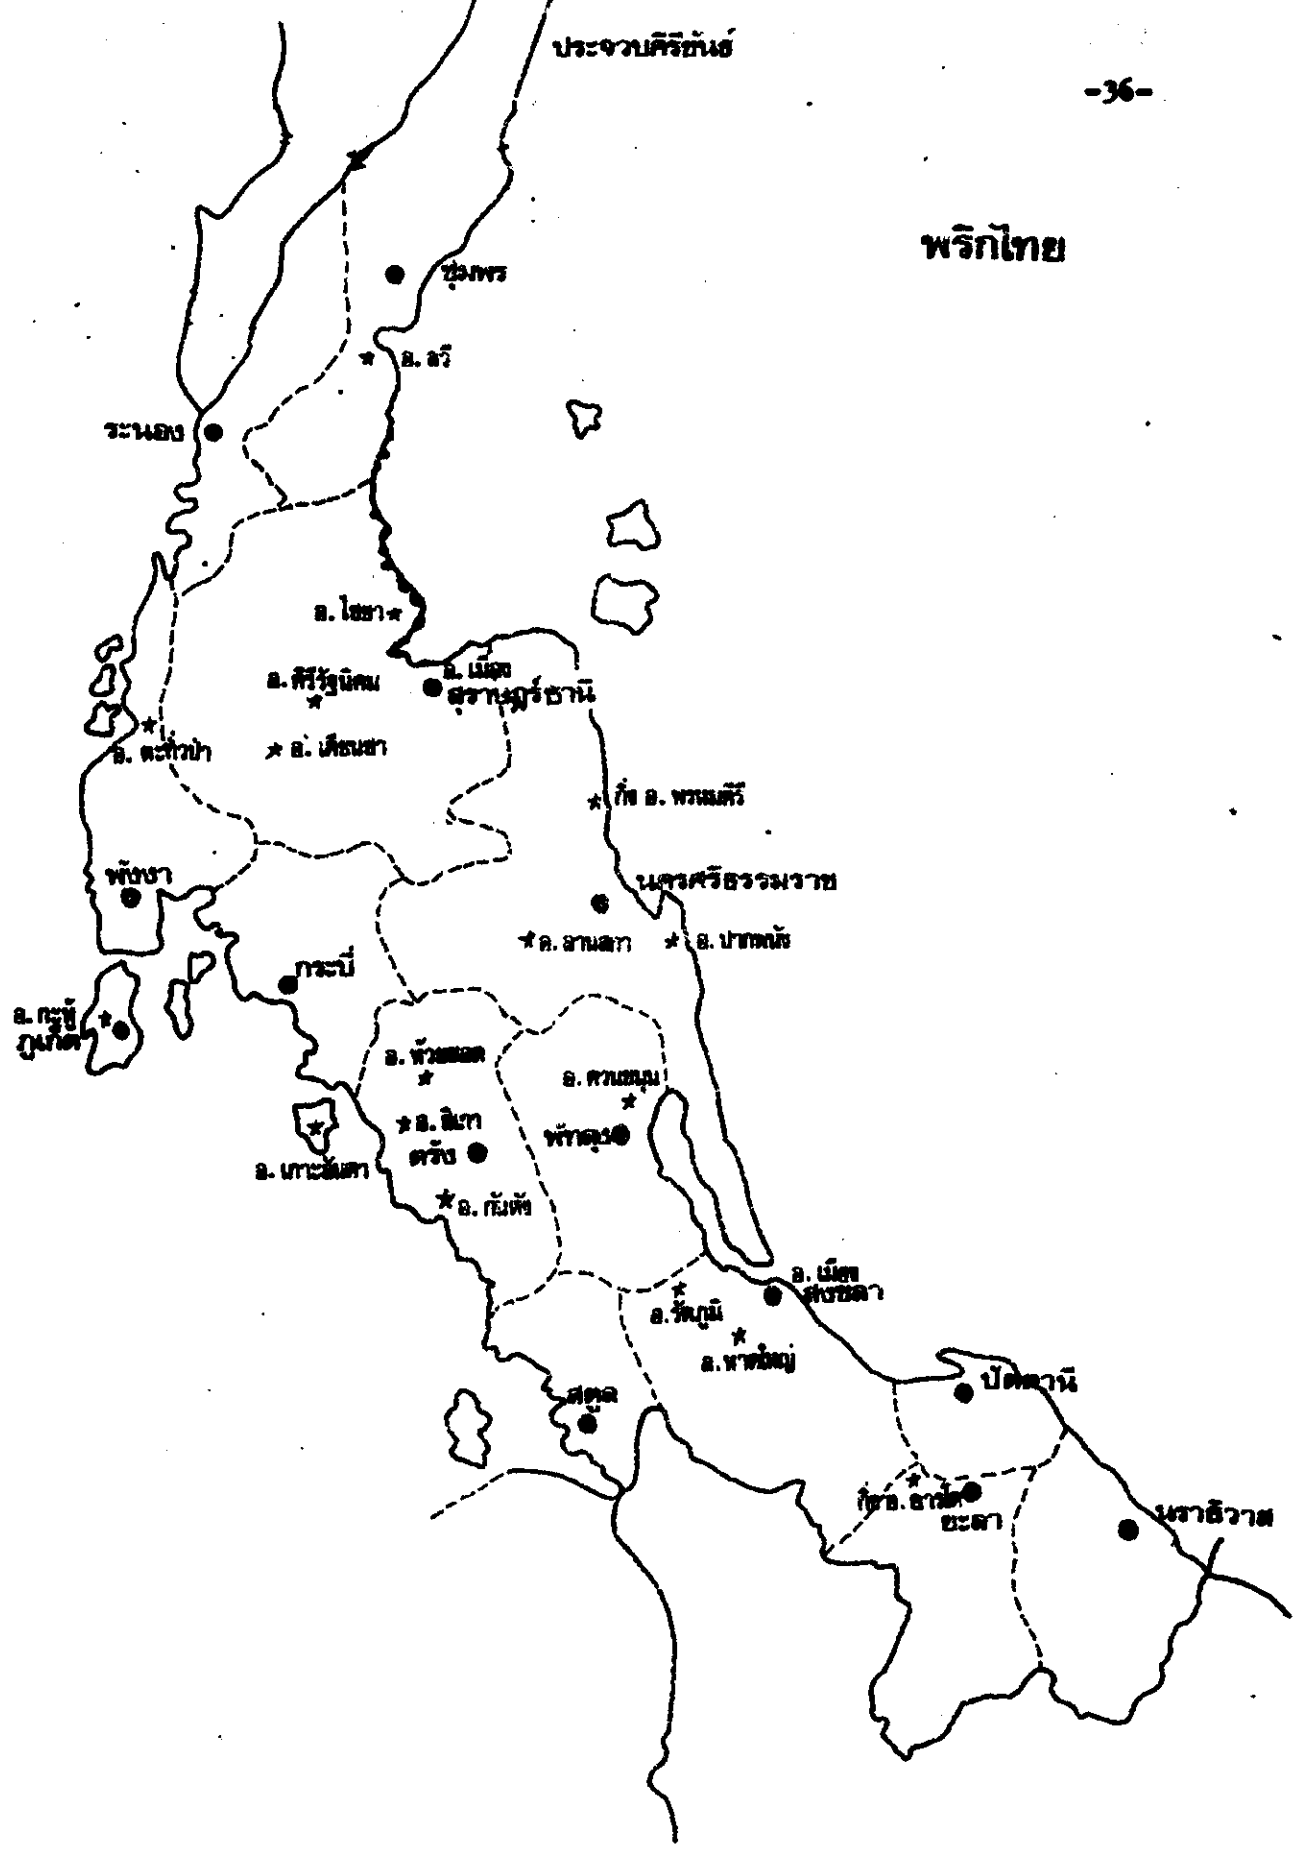 ประจวบคีรีขันธ์
-36-
พริกไทย
ชุมพร
อ. สวี
ระนอง
อ. ไชยา
อ. เมือง
อ. คีรีรัฐนิคม
สุราษฎร์ธานี
อ. ตะกั่วป่า
อ. เคียนซา
กิ่ง อ. พรหมคีรี
พังงา
นครศรีธรรมราช
อ. ลานสกา
อ. ปากพนัง
กระบี่
อ. กะทู้
ภูเก็ต
อ. ห้วยยอด
อ. ควนขนุน
อ. สิเกา
พัทลุง
ตรัง
อ. เกาะลันตา
อ. กันตัง
อ. เมือง
สงขลา
อ. รัตภูมิ
อ. หาดใหญ่
สตูล
ปัตตานี
ยะลา
นราธิวาส